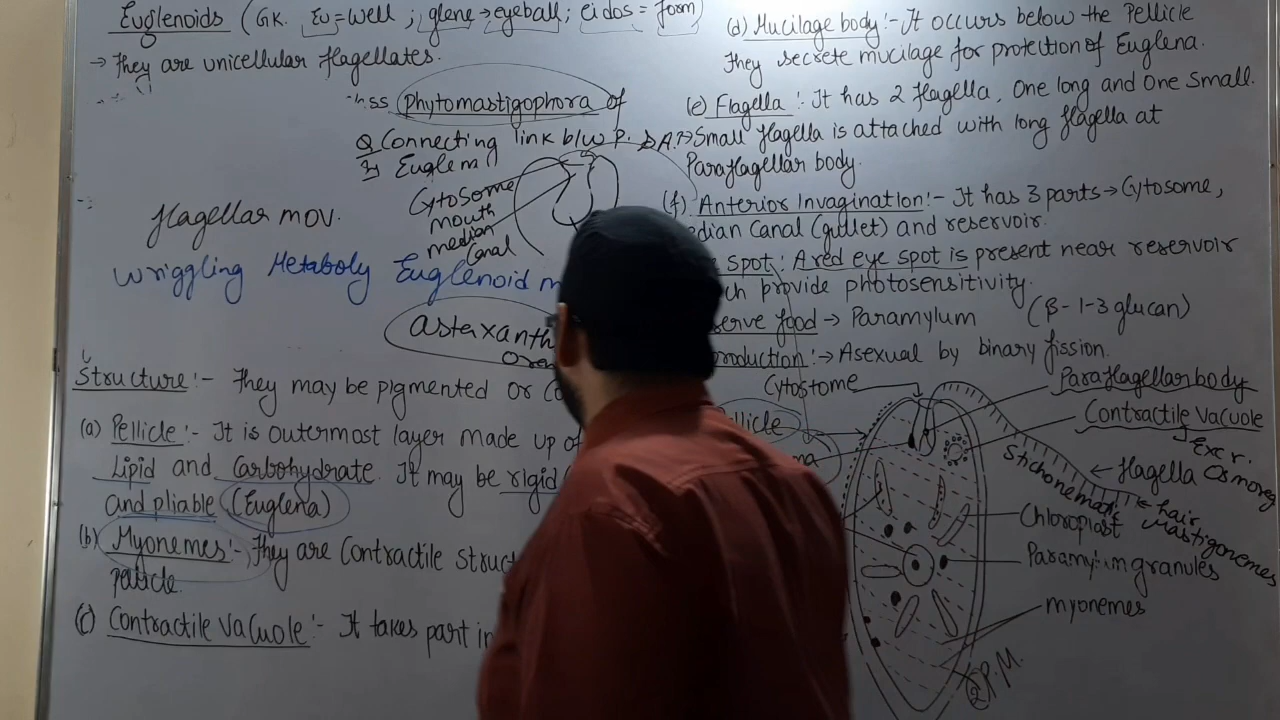 Euglenoids (GK. Eu=well ; glene→eyeball; eidos = form)
→ They are unicellular flagellates.
phytomastigophora of
Q Connecting link b/w P. & A.?
Euglena
Cytosome
mouth
median
Canal
flagellar mov.
Wriggling Metaboly Euglenoid m
astaxanth
Structure :- They may be pigmented or
(a) Pellicle :- It is outermost layer made up of
Lipid and Carbohydrate. It may be rigid
and pliable (Euglena)
(b) Myonemes :- They are Contractile Struc
pellicle.
(c) Contractile Vacuole :- It takes part in
(d) Mucilage body :- It occurs below the Pellicle
They secrete mucilage for protection of Euglena.
(e) Flagella :- It has 2 flagella, One long and One Small.
→ Small flagella is attached with long flagella at
Paraflagellar body.
(f) Anterior Invagination :- It has 3 parts → Cytosome,
dian Canal (gullet) and reservoir.
spot : A red eye spot is present near reservoir
ch provide photosensitivity.
serve food → Paramylum (β-1-3 glucan)
roduction :→ Asexual by binary fission.
Cytostome
Paraflagellar body
Contractile Vacuole
excr.
Osmoreg
llicle
Stichonematic
← flagella
← hair
mastigonemes
Chloroplast
Paramylum granules
myonemes
2 P.M.